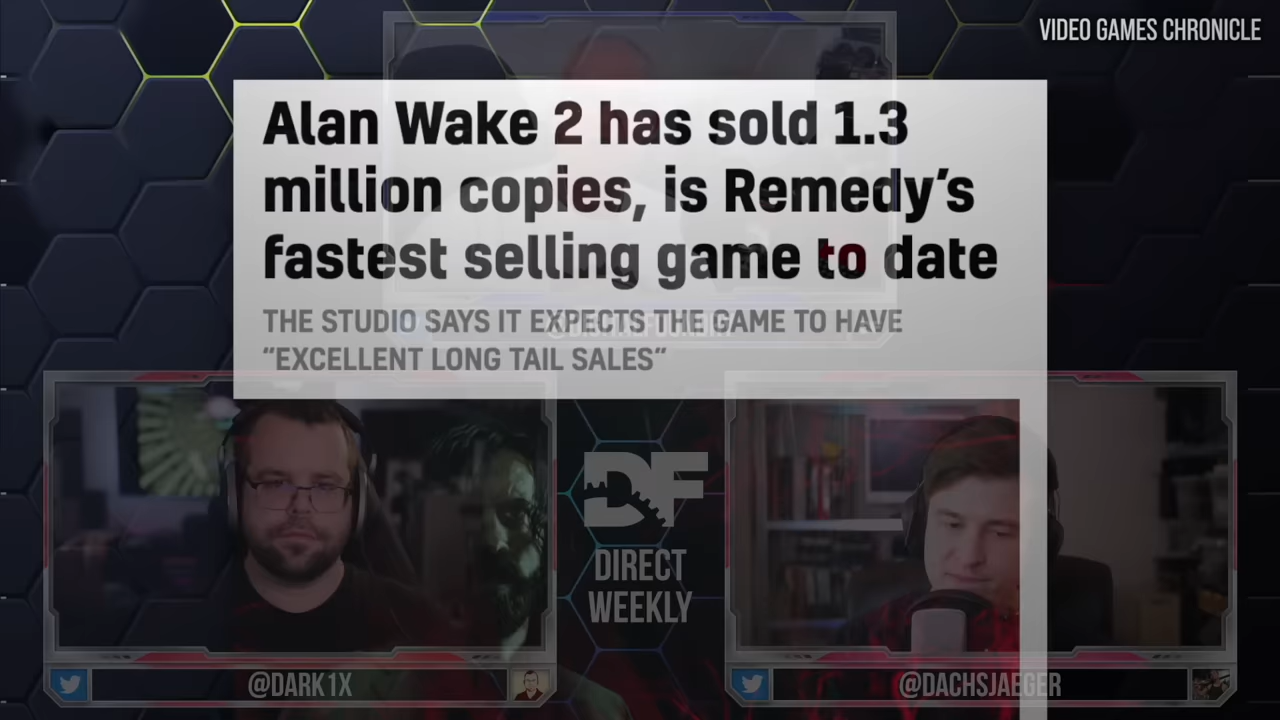 VIDEO GAMES CHRONICLE
Alan Wake 2 has sold 1.3
million copies, is Remedy’s
fastest selling game to date
THE STUDIO SAYS IT EXPECTS THE GAME TO HAVE
“EXCELLENT LONG TAIL SALES”
DF
DIRECT
WEEKLY
@DARK1X
@DACHSJAEGER